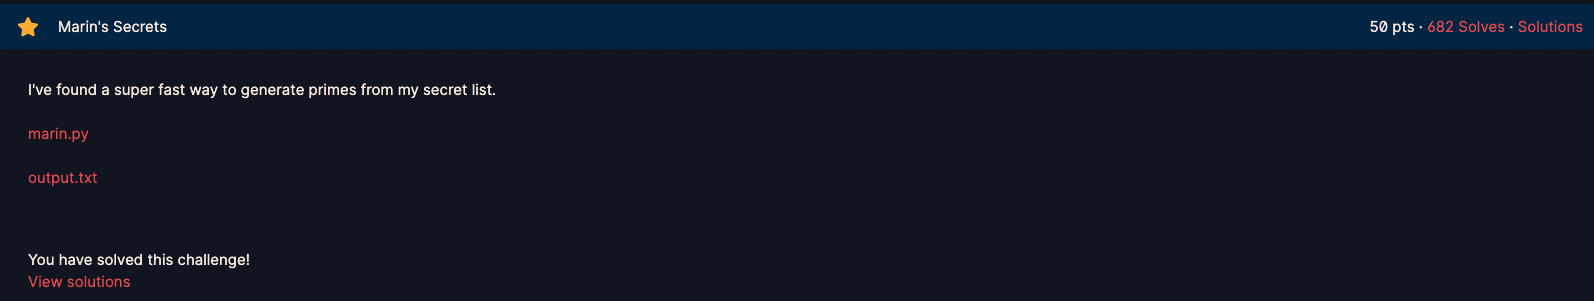 Marin's Secrets 50 pts · 682 Solves · Solutions
I've found a super fast way to generate primes from my secret list.
marin.py
output.txt
You have solved this challenge!
View solutions